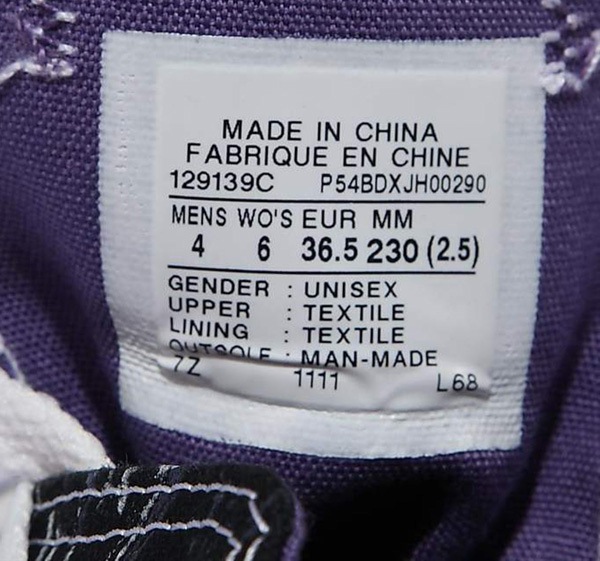 MADE IN CHINA
FABRIQUE EN CHINE
129139C P54BDXJH00290
MENS WO'S EUR MM
4 6 36.5 230 (2.5)
GENDER : UNISEX
UPPER : TEXTILE
LINING : TEXTILE
OUTSOLE : MAN-MADE
7Z 1111 L68